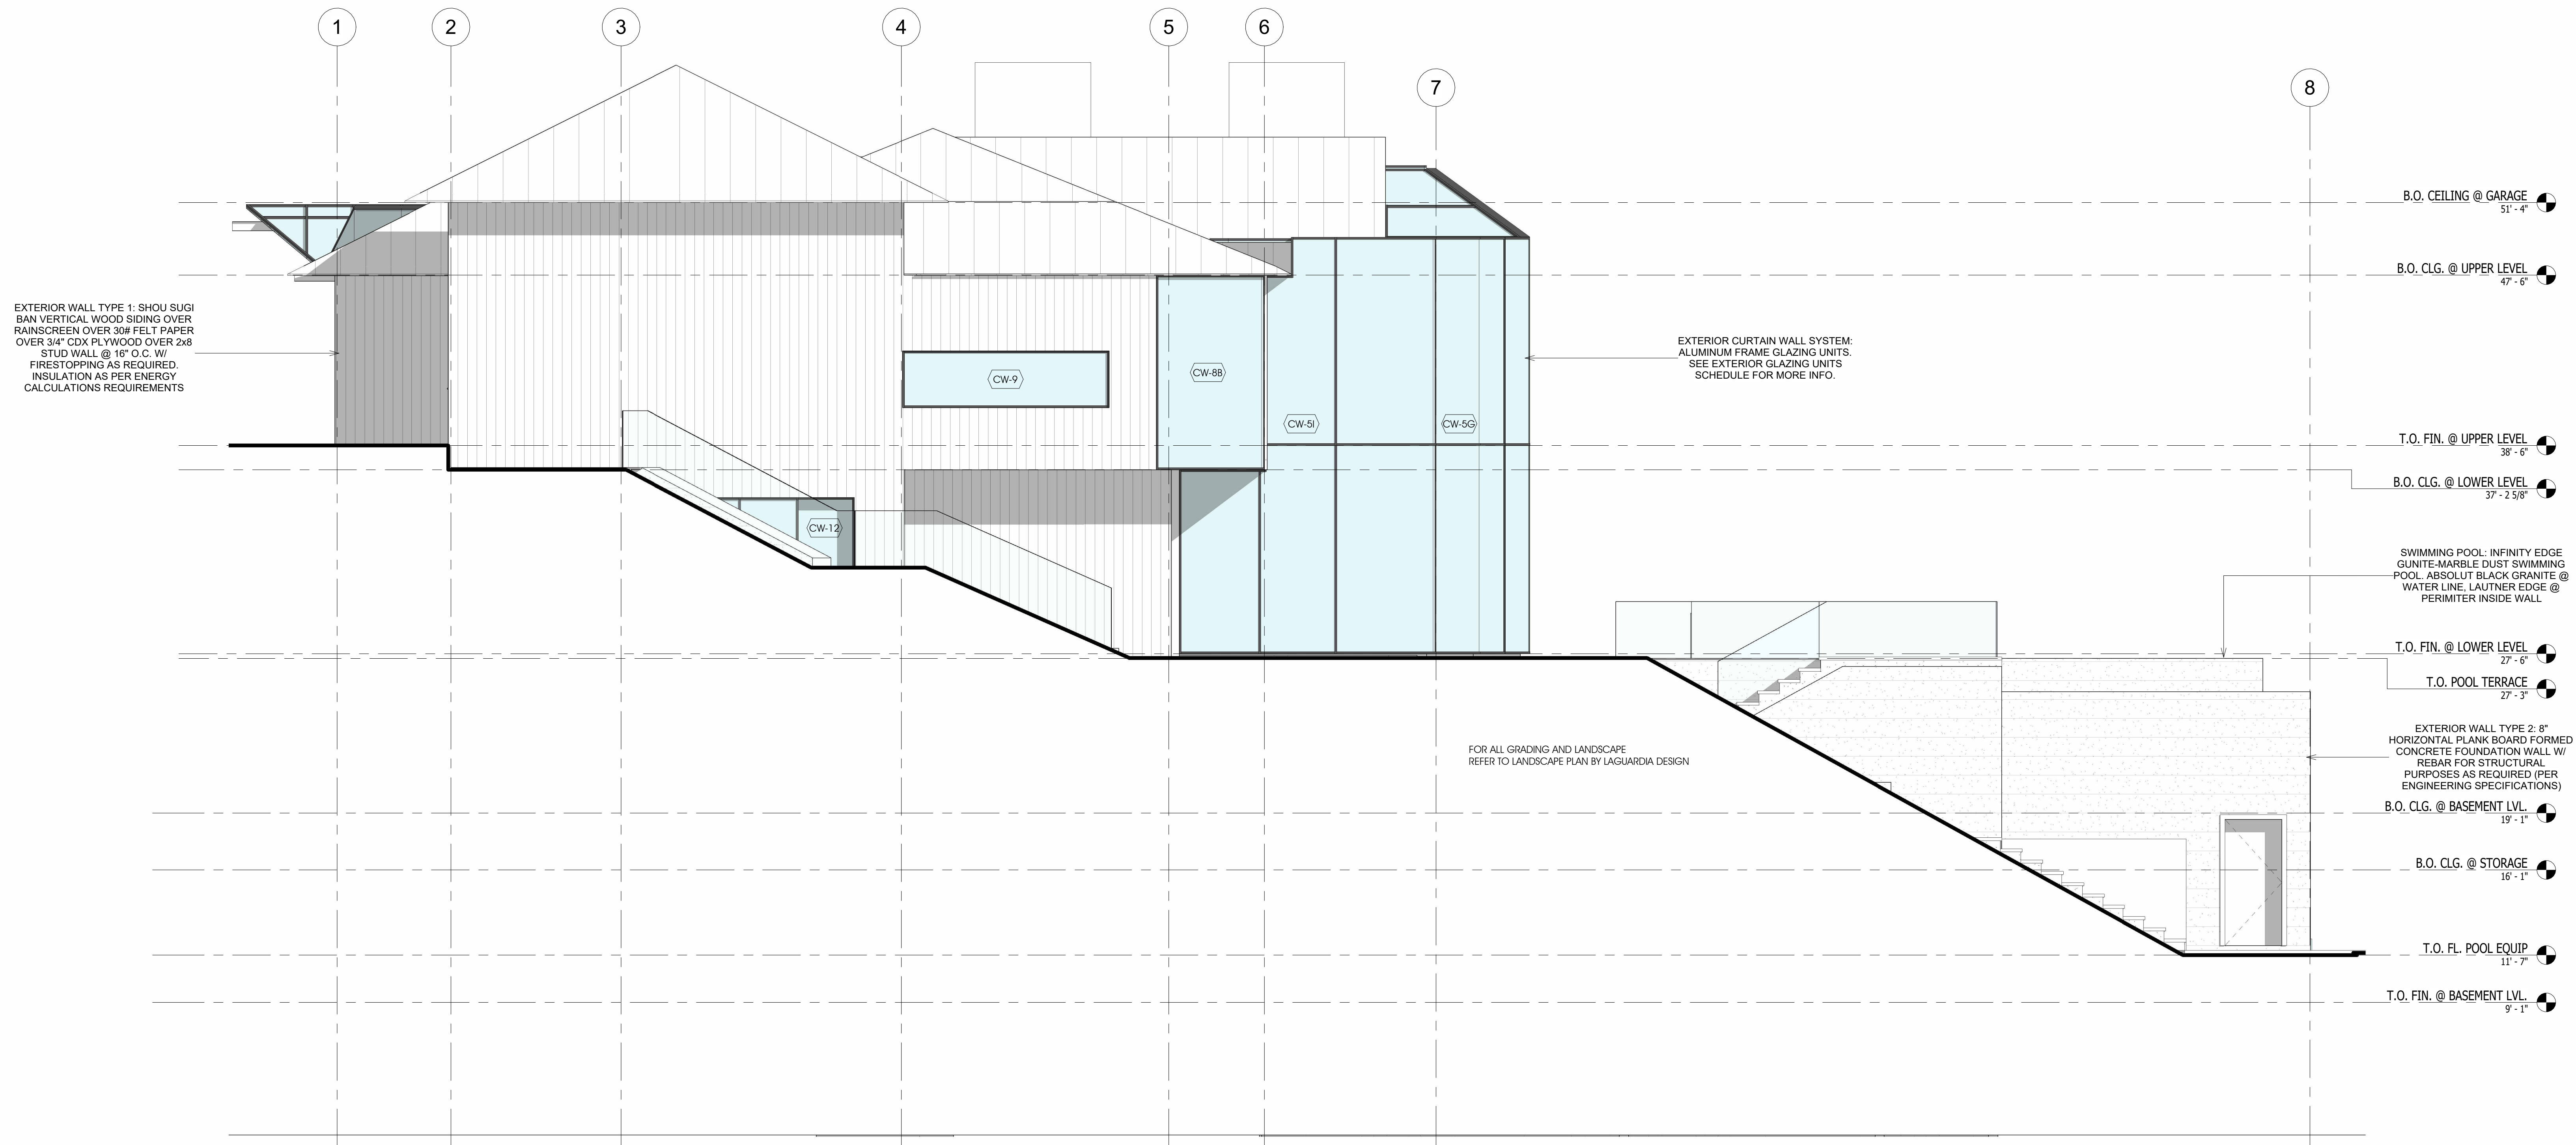 1
2
3
4
5
6
7
8
B.O. CEILING @ GARAGE
51' - 4"
B.O. CLG. @ UPPER LEVEL
47' - 6"
EXTERIOR WALL TYPE 1: SHOU SUGI
BAN VERTICAL WOOD SIDING OVER
RAINSCREEN OVER 30# FELT PAPER
OVER 3/4" CDX PLYWOOD OVER 2x8
STUD WALL @ 16" O.C. W/
FIRESTOPPING AS REQUIRED.
INSULATION AS PER ENERGY
CALCULATIONS REQUIREMENTS
EXTERIOR CURTAIN WALL SYSTEM:
ALUMINUM FRAME GLAZING UNITS.
SEE EXTERIOR GLAZING UNITS
SCHEDULE FOR MORE INFO.
CW-9
CW-8B
CW-5I
CW-5G
CW-12
T.O. FIN. @ UPPER LEVEL
38' - 6"
B.O. CLG. @ LOWER LEVEL
37' - 2 5/8"
SWIMMING POOL: INFINITY EDGE
GUNITE-MARBLE DUST SWIMMING
POOL. ABSOLUT BLACK GRANITE @
WATER LINE, LAUTNER EDGE @
PERIMITER INSIDE WALL
T.O. FIN. @ LOWER LEVEL
27' - 6"
T.O. POOL TERRACE
27' - 3"
EXTERIOR WALL TYPE 2: 8"
HORIZONTAL PLANK BOARD FORMED
CONCRETE FOUNDATION WALL W/
REBAR FOR STRUCTURAL
PURPOSES AS REQUIRED (PER
ENGINEERING SPECIFICATIONS)
FOR ALL GRADING AND LANDSCAPE
REFER TO LANDSCAPE PLAN BY LAGUARDIA DESIGN
B.O. CLG. @ BASEMENT LVL.
19' - 1"
B.O. CLG. @ STORAGE
16' - 1"
T.O. FL. POOL EQUIP
11' - 7"
T.O. FIN. @ BASEMENT LVL.
9' - 1"